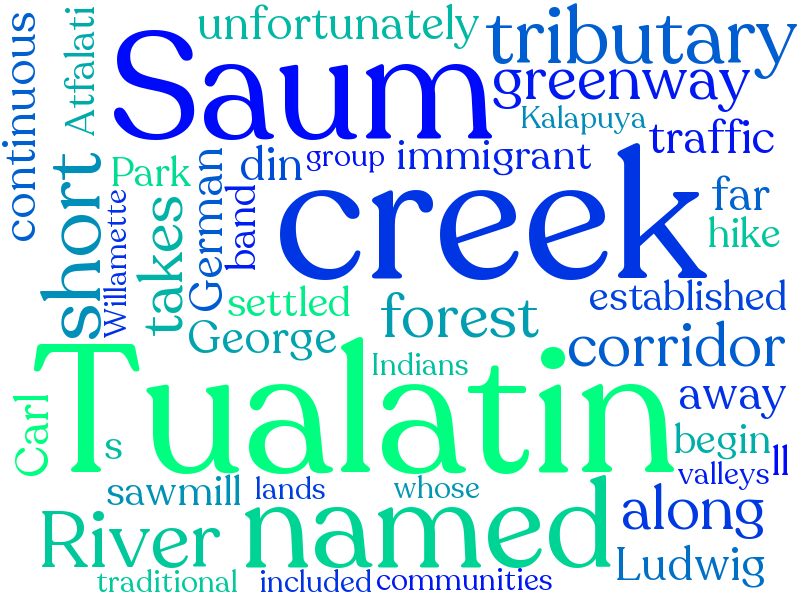 unfortunately
tributary
continuous
Atfalati
Saum
greenway
Kalapuya
traffic
short
Park
din
group
immigrant
creek
far
hike
Willamette
takes
German
band
settled
George
forest
established
corridor
Indians
Tualatin
away
Carl
s
begin
ll
valleys
sawmill
lands
whose
River
named
along
Ludwig
traditional
included
communities